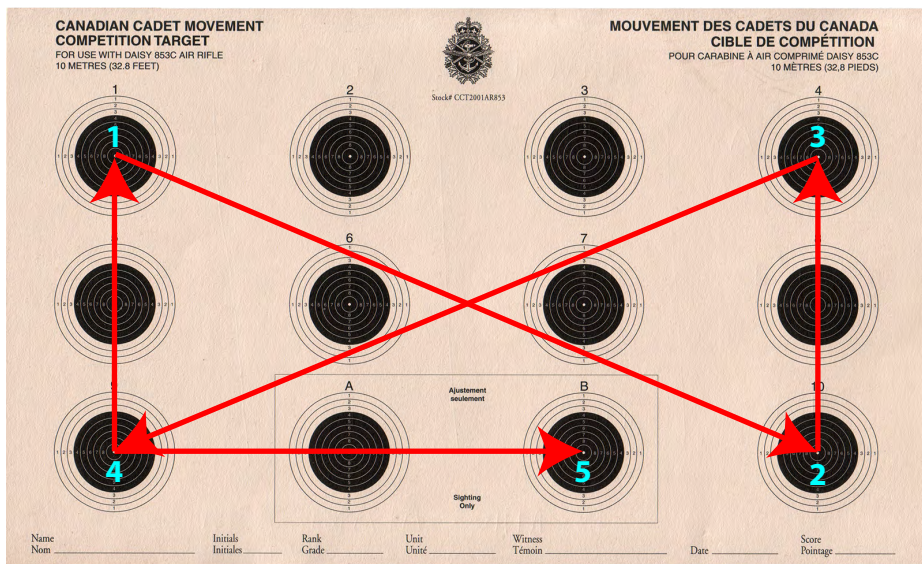 CANADIAN CADET MOVEMENT
COMPETITION TARGET
FOR USE WITH DAISY 853C AIR RIFLE
10 METRES (32.8 FEET)
MOUVEMENT DES CADETS DU CANADA
CIBLE DE COMPÉTITION
POUR CARABINE À AIR COMPRIMÉ DAISY 853C
10 MÈTRES (32,8 PIEDS)
Stock# CCT2001AR853
1 2 3 4
1 3
6 7
A B 10
Ajustement
seulement
4 5 2
Sighting
Only
Name Initials Rank Unit Witness Score
Nom Initiales Grade Unité Témoin Date Pointage